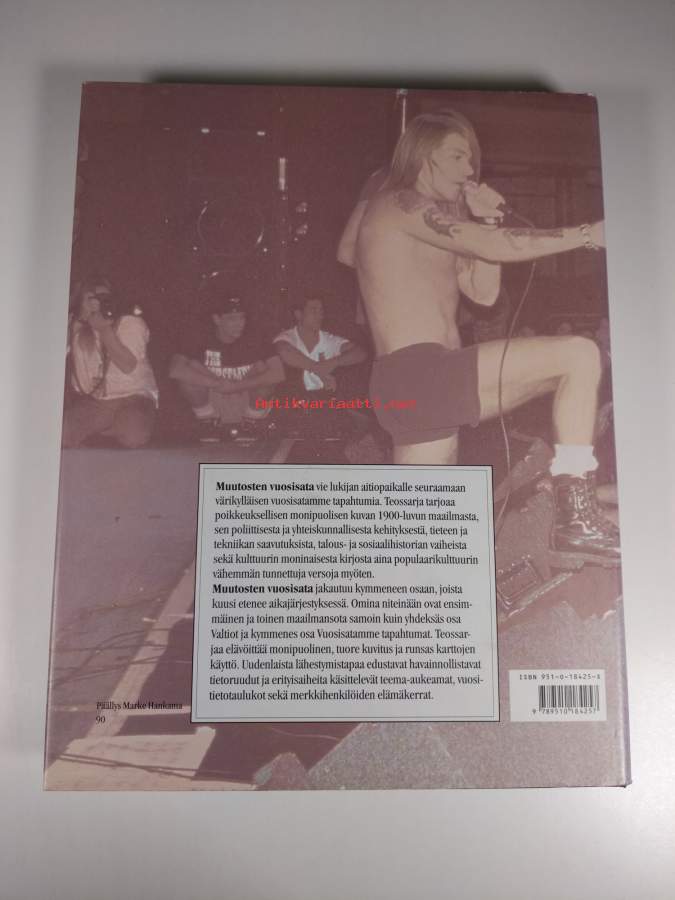 Antikvariaatti.net
Muutosten vuosisata vie lukijan aitiopaikalle seuraamaan
värikylläisen vuosisatamme tapahtumia. Teossarja tarjoaa
poikkeuksellisen monipuolisen kuvan 1900-luvun maailmasta,
sen poliittisesta ja yhteiskunnallisesta kehityksestä, tieteen ja
tekniikan saavutuksista, talous- ja sosiaalihistorian vaiheista
sekä kulttuurin moninaisesta kirjosta aina populaarikulttuurin
vähemmän tunnettuja versoja myöten.
Muutosten vuosisata jakautuu kymmeneen osaan, joista
kuusi etenee aikajärjestyksessä. Omina niteinään ovat ensim-
mäinen ja toinen maailmansota samoin kuin yhdeksäs osa
Valtiot ja kymmenes osa Vuosisatamme tapahtumat. Teossar-
jaa elävöittää monipuolinen, tuore kuvitus ja runsas karttojen
käyttö. Uudenlaista lähestymistapaa edustavat havainnollistavat
tietoruudut ja erityisaiheita käsittelevät teema-aukeamat, vuosi-
tietotaulukot sekä merkkihenkilöiden elämäkerrat.
Päällys Marke Hankama
90
ISBN 951-0-18425-X
9 789510 184257